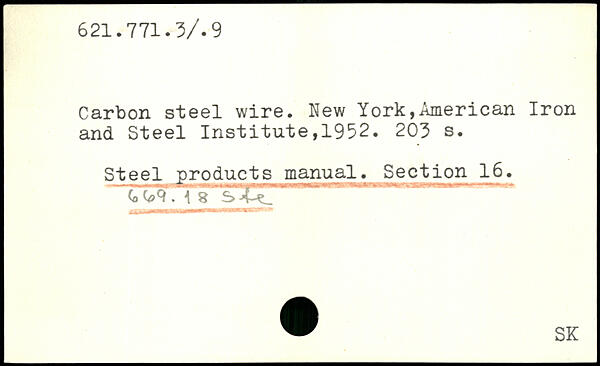 621.771.3/.9
Carbon steel wire. New York,American Iron
and Steel Institute,1952. 203 s.
Steel products manual. Section 16.
669.18 Ste
SK